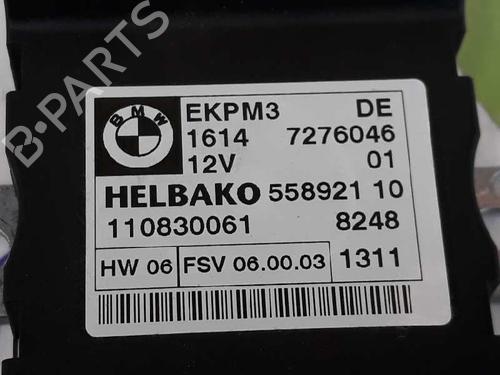 B-PARTS
BMW
EKPM3 DE
1614 7276046
12V 01
HELBAKO 558921 10
110830061 8248
HW 06 FSV 06.00.03 1311